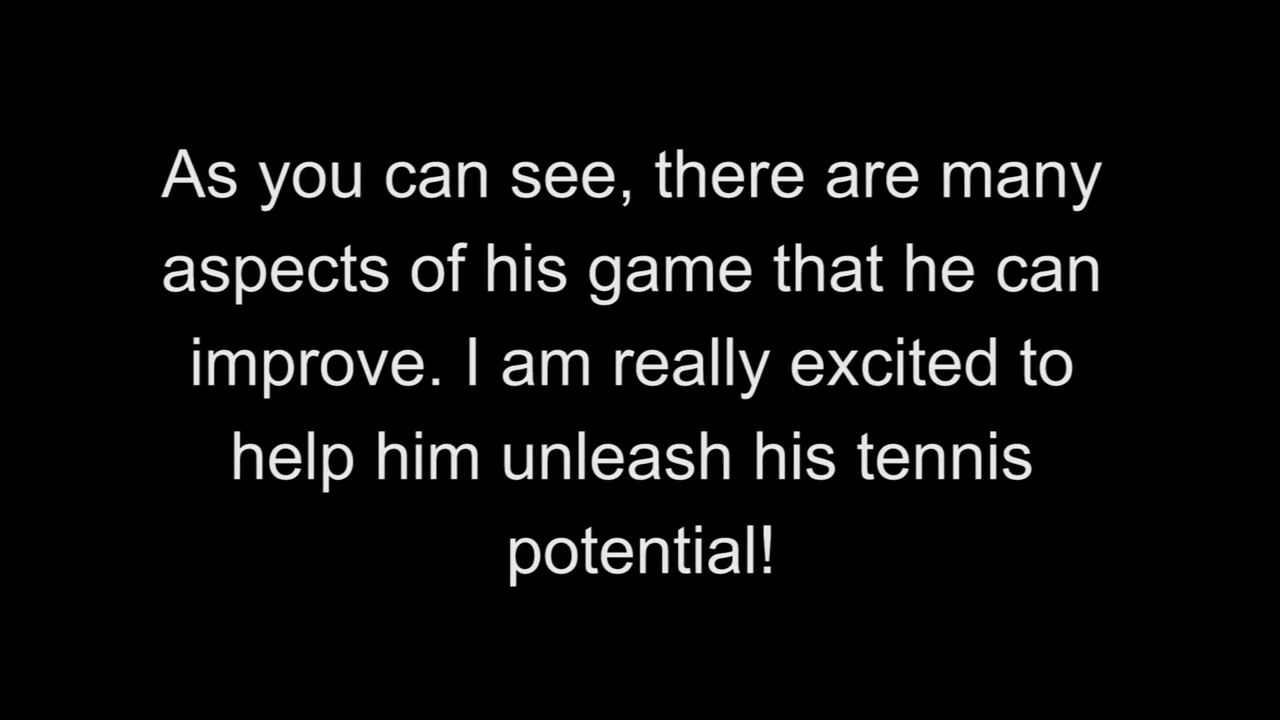 As you can see, there are many
aspects of his game that he can
improve. I am really excited to
help him unleash his tennis
potential!